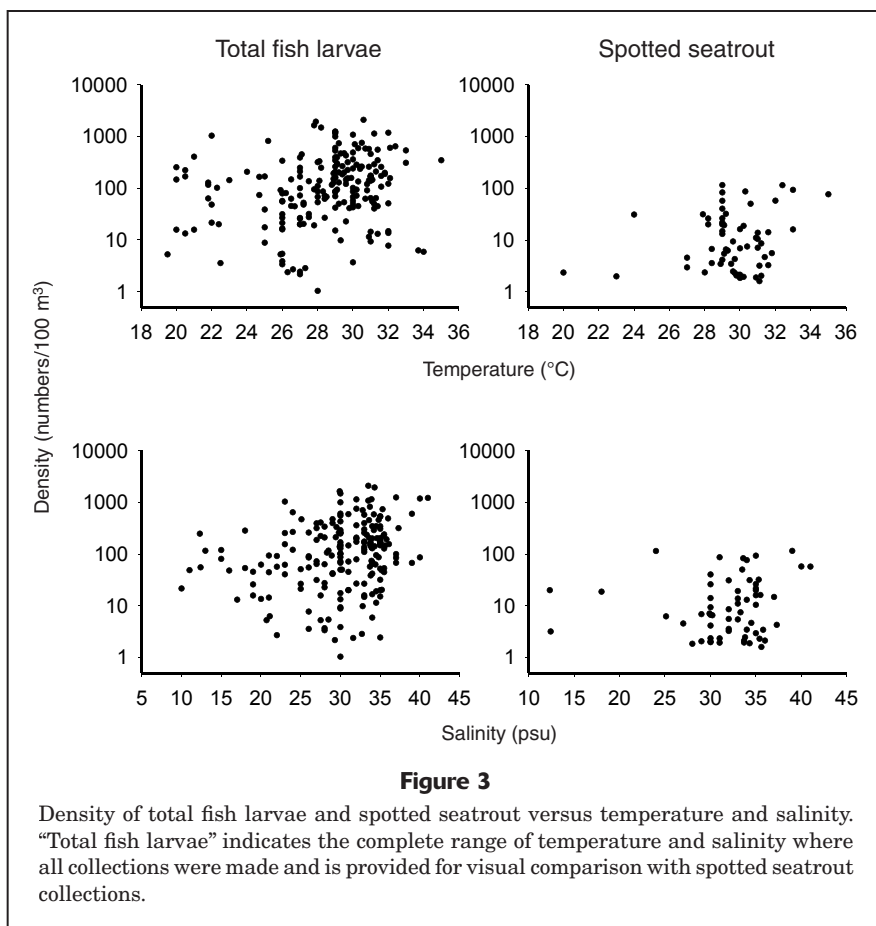 Total fish larvae
Spotted seatrout
10000
1000
100
10
1
18 20 22 24 26 28 30 32 34 36
10000
1000
100
10
1
18 20 22 24 26 28 30 32 34 36
Temperature (°C)
Density (numbers/100 m³)
10000
1000
100
10
1
5 10 15 20 25 30 35 40 45
10000
1000
100
10
1
10 15 20 25 30 35 40 45
Salinity (psu)
Figure 3
Density of total fish larvae and spotted seatrout versus temperature and salinity.
“Total fish larvae” indicates the complete range of temperature and salinity where
all collections were made and is provided for visual comparison with spotted seatrout
collections.